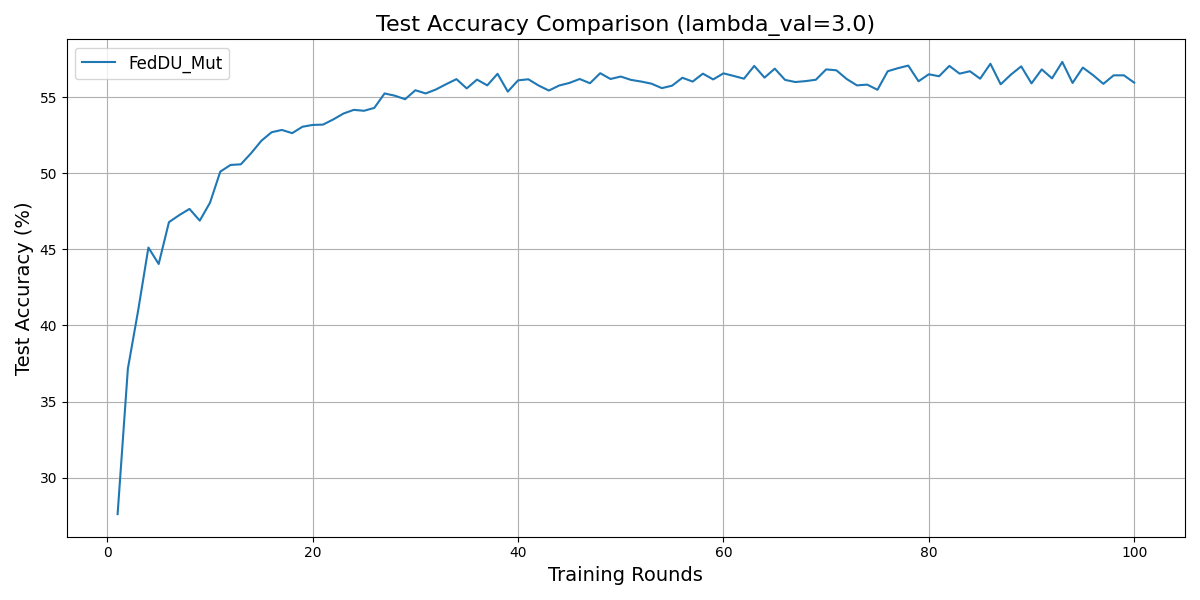 Test Accuracy Comparison (lambda_val=3.0)
FedDU_Mut
Test Accuracy (%)
55
50
45
40
35
30
0 20 40 60 80 100
Training Rounds